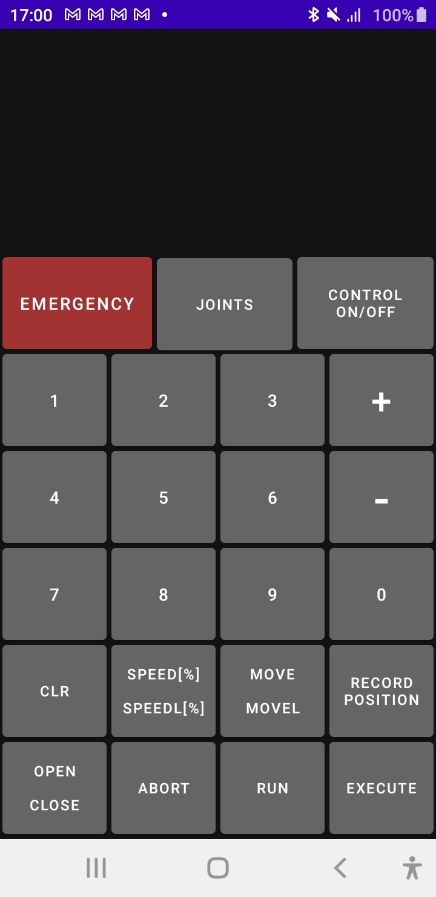 17:00 100%
EMERGENCY
JOINTS
CONTROL
ON/OFF
1
2
3
+
4
5
6
-
7
8
9
0
CLR
SPEED[%]
SPEEDL[%]
MOVE
MOVEL
RECORD
POSITION
OPEN
CLOSE
ABORT
RUN
EXECUTE